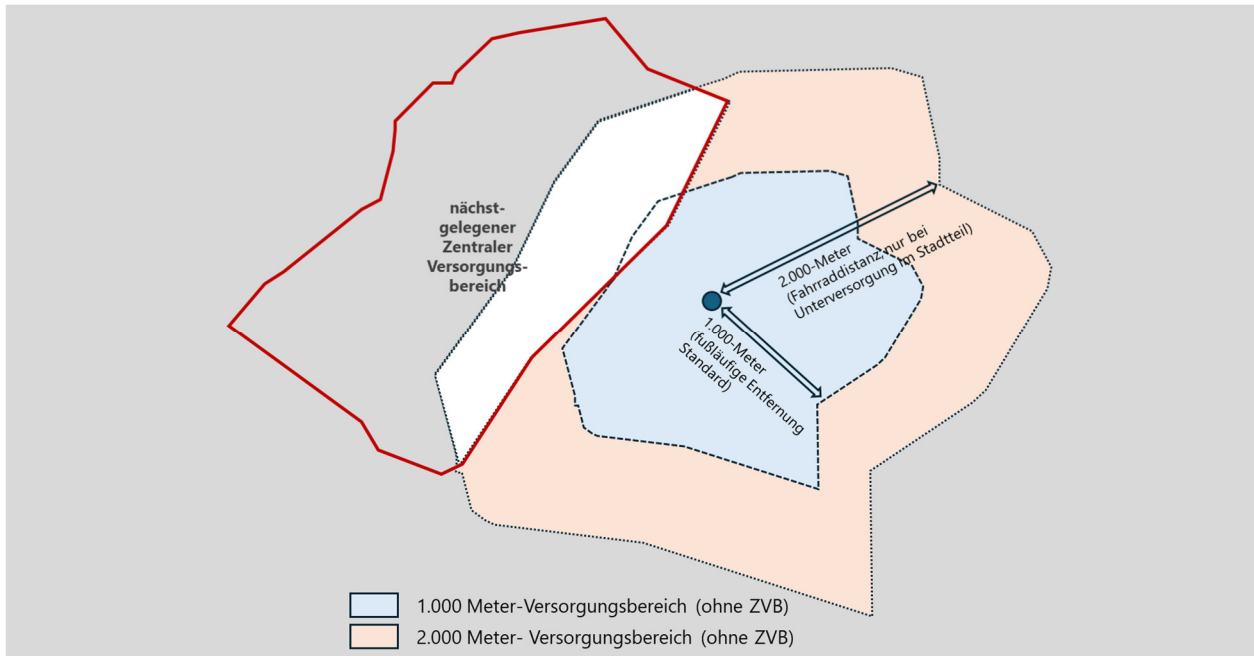 nächst-
gelegener
Zentraler
Versorgungs-
bereich
2.000-Meter
(Fahrraddistanz, nur bei
Unterversorgung im Stadtteil)
1.000-Meter
(fußläufige Entfernung
Standard)
1.000 Meter-Versorgungsbereich (ohne ZVB)
2.000 Meter- Versorgungsbereich (ohne ZVB)